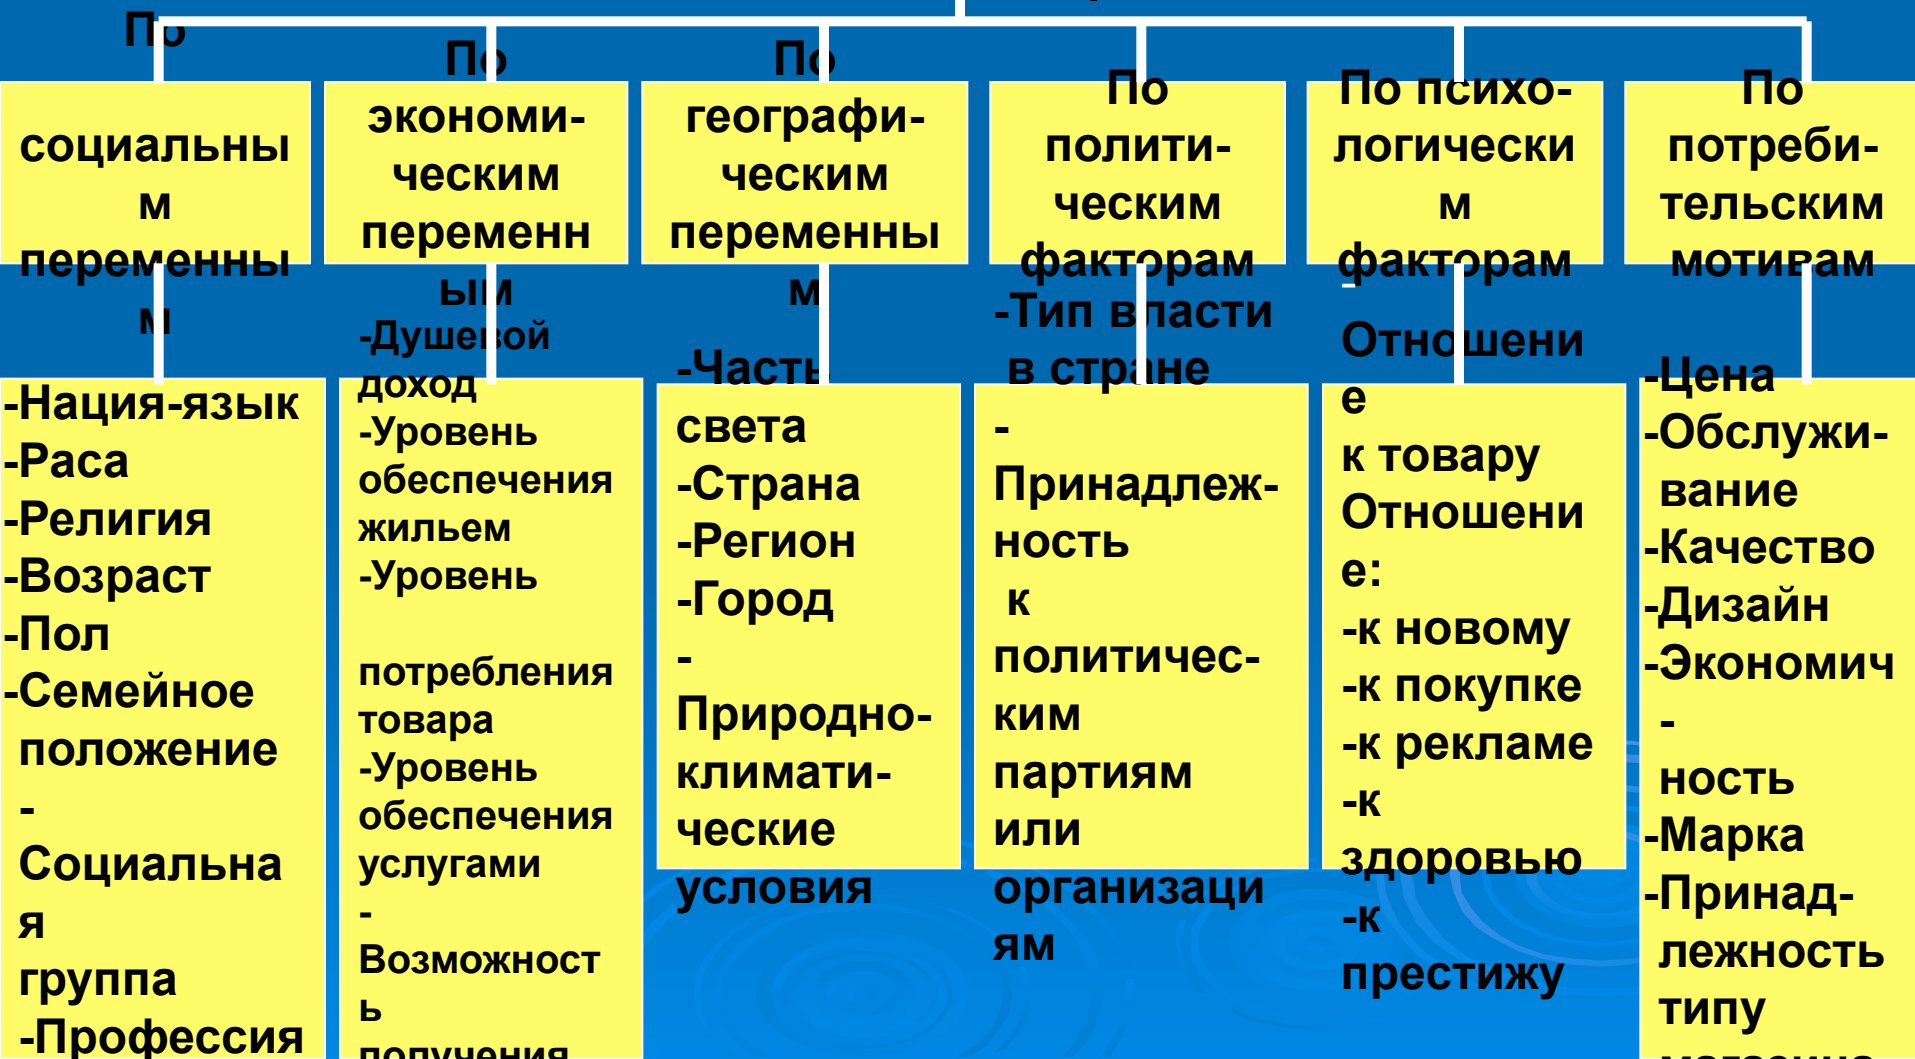 По
социальны
м
переменны
м
По
экономи-
ческим
переменн
ым
По
географи-
ческим
переменны
м
По
полити-
ческим
факторам
По психо-
логически
м
факторам
По
потреби-
тельским
мотивам
-Нация-язык
-Раса
-Религия
-Возраст
-Пол
-Семейное
положение
-
Социальна
я
группа
-Профессия
-Душевой
доход
-Уровень
обеспечения
жильем
-Уровень
потребления
товара
-Уровень
обеспечения
услугами
-
Возможност
ь
получения
-Часть
света
-Страна
-Регион
-Город
-
Природно-
климати-
ческие
условия
-Тип власти
в стране
-
Принадлеж-
ность
к
политичес-
ким
партиям
или
организаци
ям
-
Отношени
е
к товару
Отношени
е:
-к новому
-к покупке
-к рекламе
-к
здоровью
-к
престижу
-Цена
-Обслужи-
вание
-Качество
-Дизайн
-Экономич
-
ность
-Марка
-Принад-
лежность
типу